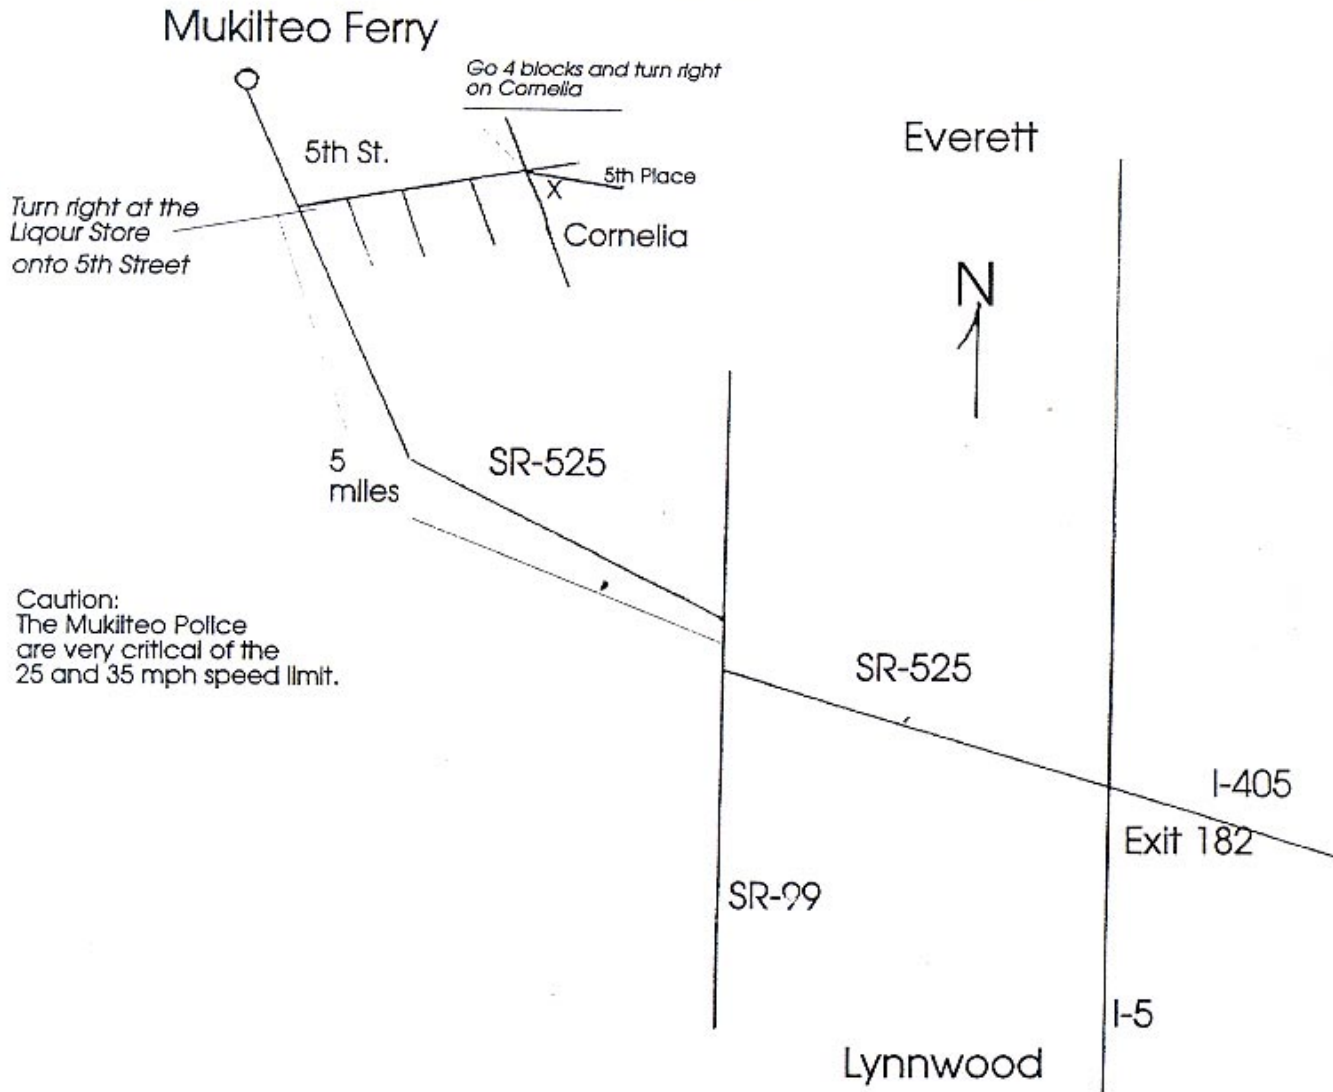 Mukilteo Ferry
Go 4 blocks and turn right
on Cornelia
Everett
5th St.
5th Place
Turn right at the
Liqour Store
onto 5th Street
Cornelia
N
SR-525
5
miles
Caution:
The Mukilteo Police
are very critical of the
25 and 35 mph speed limit.
SR-525
I-405
Exit 182
SR-99
I-5
Lynnwood
X